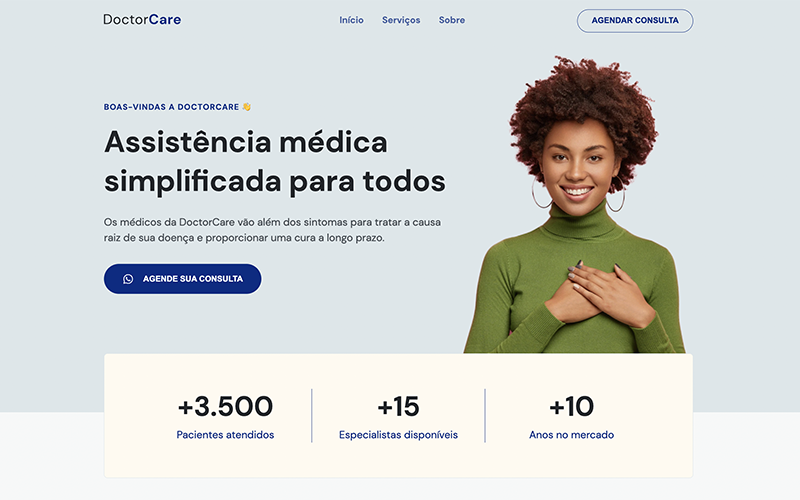 DoctorCare
Início Serviços Sobre
AGENDAR CONSULTA
BOAS-VINDAS A DOCTORCARE 👋
Assistência médica
simplificada para todos
Os médicos da DoctorCare vão além dos sintomas para tratar a causa
raiz de sua doença e proporcionar uma cura a longo prazo.
AGENDE SUA CONSULTA
+3.500
Pacientes atendidos
+15
Especialistas disponíveis
+10
Anos no mercado